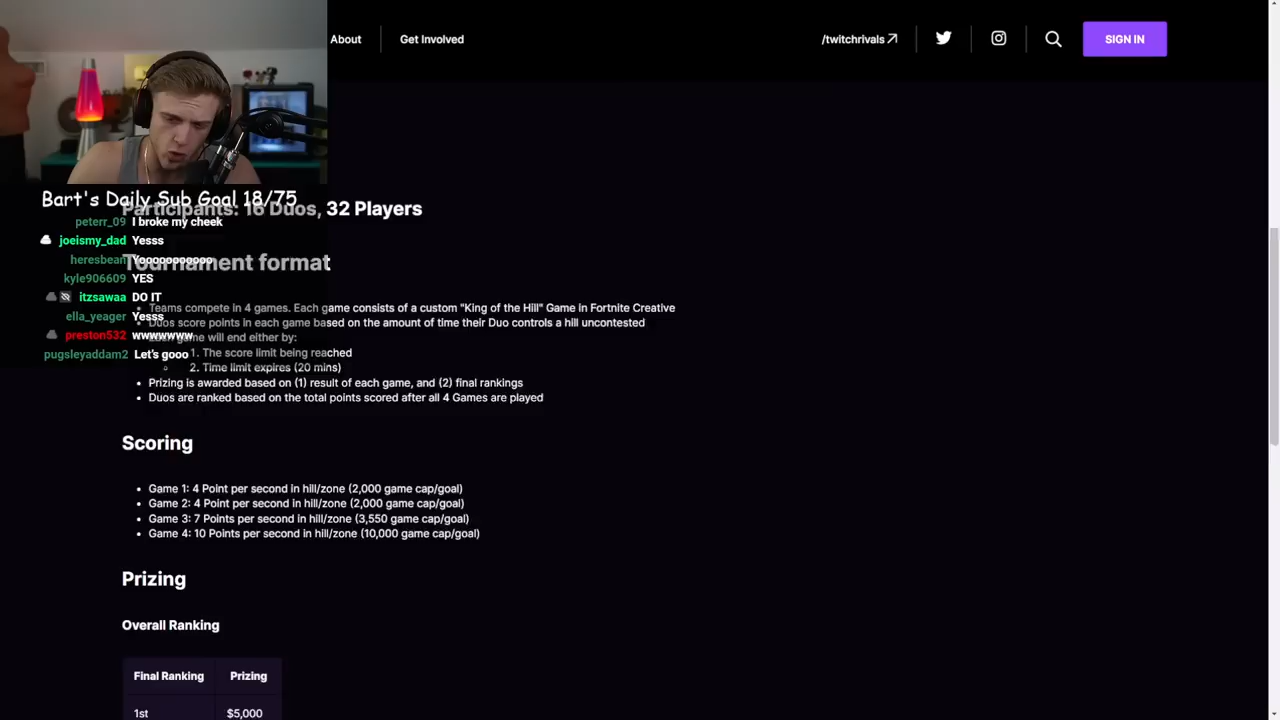 About
Get Involved
/twitchrivals
SIGN IN
Bart's Daily Sub Goal 18/75
Participants: 16 Duos, 32 Players
peterr_09 I broke my cheek
joeismy_dad Yesss
heresbean Yooooooooooo
kyle906609 YES
itzsawaa DO IT
ella_yeager Yesss
preston532 wwwwwww
pugsleyaddam2 Let's gooo
Tournament format
Teams compete in 4 games. Each game consists of a custom "King of the Hill" Game in Fortnite Creative
Duos score points in each game based on the amount of time their Duo controls a hill uncontested
Each game will end either by:
1. The score limit being reached
2. Time limit expires (20 mins)
Prizing is awarded based on (1) result of each game, and (2) final rankings
Duos are ranked based on the total points scored after all 4 Games are played
Scoring
Game 1: 4 Point per second in hill/zone (2,000 game cap/goal)
Game 2: 4 Point per second in hill/zone (2,000 game cap/goal)
Game 3: 7 Points per second in hill/zone (3,550 game cap/goal)
Game 4: 10 Points per second in hill/zone (10,000 game cap/goal)
Prizing
Overall Ranking
Final Ranking Prizing
1st $5,000